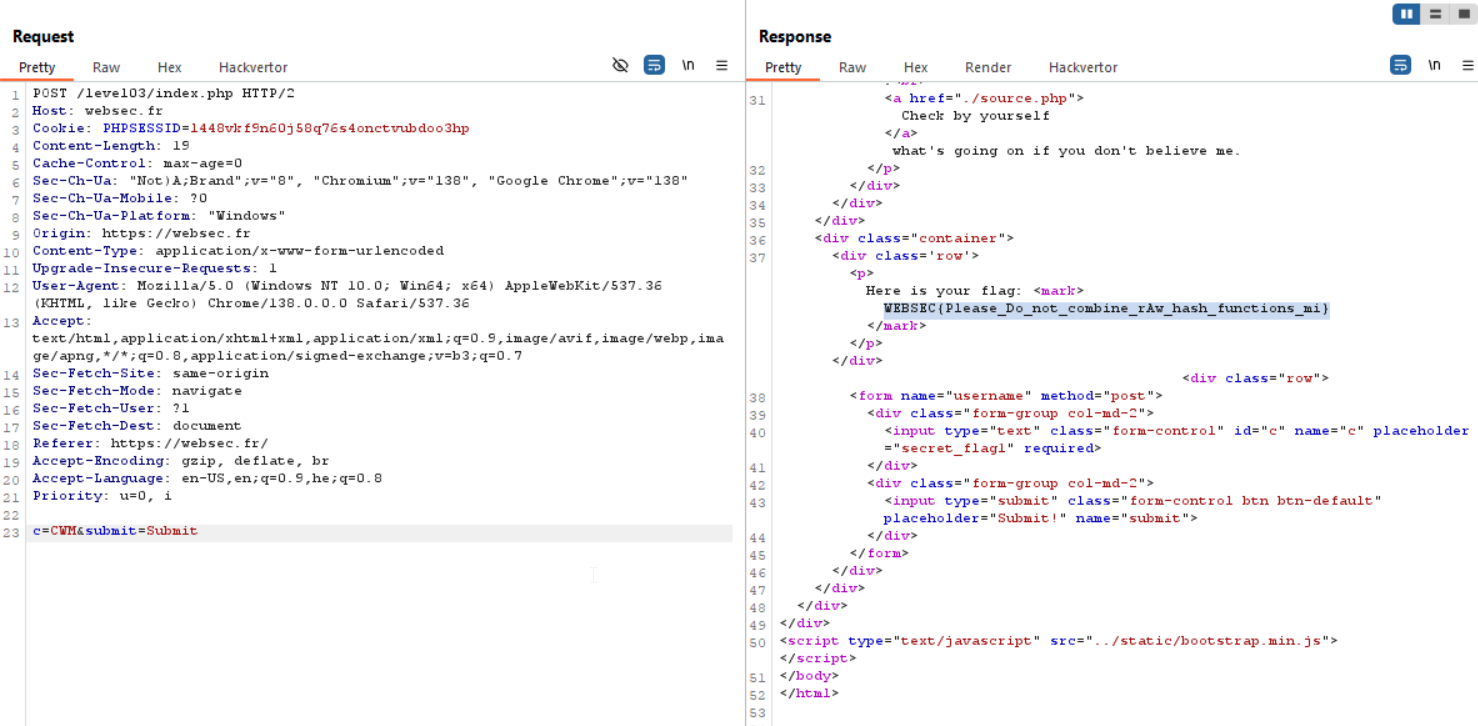 Request
Pretty Raw Hex Hackvertor \n
1 POST /level03/index.php HTTP/2
2 Host: websec.fr
3 Cookie: PHPSESSID=1448vkf9n60j58q76s4onctvubdoo3hp
4 Content-Length: 19
5 Cache-Control: max-age=0
6 Sec-Ch-Ua: "Not)A;Brand";v="8", "Chromium";v="138", "Google Chrome";v="138"
7 Sec-Ch-Ua-Mobile: ?0
8 Sec-Ch-Ua-Platform: "Windows"
9 Origin: https://websec.fr
10 Content-Type: application/x-www-form-urlencoded
11 Upgrade-Insecure-Requests: 1
12 User-Agent: Mozilla/5.0 (Windows NT 10.0; Win64; x64) AppleWebKit/537.36
(KHTML, like Gecko) Chrome/138.0.0.0 Safari/537.36
13 Accept:
text/html,application/xhtml+xml,application/xml;q=0.9,image/avif,image/webp,ima
ge/apng,*/*;q=0.8,application/signed-exchange;v=b3;q=0.7
14 Sec-Fetch-Site: same-origin
15 Sec-Fetch-Mode: navigate
16 Sec-Fetch-User: ?1
17 Sec-Fetch-Dest: document
18 Referer: https://websec.fr/
19 Accept-Encoding: gzip, deflate, br
20 Accept-Language: en-US,en;q=0.9,he;q=0.8
21 Priority: u=0, i
22
23 c=CWM&submit=Submit
Response
Pretty Raw Hex Render Hackvertor \n
31 <a href="./source.php">
Check by yourself
</a>
what's going on if you don't believe me.
32 </p>
33 </div>
34 </div>
35 </div>
36 <div class="container">
37 <div class='row'>
<p>
Here is your flag: <mark>
WEBSEC{Please_Do_not_combine_rAw_hash_functions_mi}
</mark>
</p>
</div>
<div class="row">
38 <form name="username" method="post">
39 <div class="form-group col-md-2">
40 <input type="text" class="form-control" id="c" name="c" placeholder
="secret_flag1" required>
41 </div>
42 <div class="form-group col-md-2">
43 <input type="submit" class="form-control btn btn-default"
placeholder="Submit!" name="submit">
44 </div>
45 </form>
46 </div>
47 </div>
48 </div>
49 </div>
50 <script type="text/javascript" src="../static/bootstrap.min.js">
</script>
51 </body>
52 </html>
53